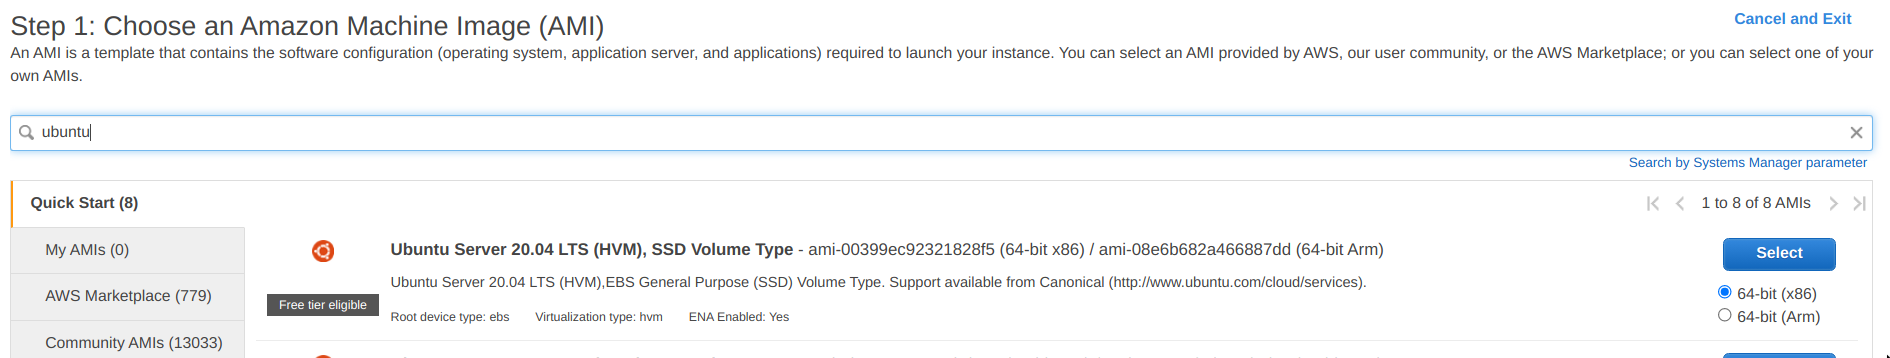 Step 1: Choose an Amazon Machine Image (AMI)
Cancel and Exit
An AMI is a template that contains the software configuration (operating system, application server, and applications) required to launch your instance. You can select an AMI provided by AWS, our user community, or the AWS Marketplace; or you can select one of your
own AMIs.
ubuntu
Search by Systems Manager parameter
Quick Start (8)
1 to 8 of 8 AMIs
My AMIs (0)
AWS Marketplace (779)
Community AMIs (13033)
Free tier eligible
Ubuntu Server 20.04 LTS (HVM), SSD Volume Type - ami-00399ec92321828f5 (64-bit x86) / ami-08e6b682a466887dd (64-bit Arm)
Ubuntu Server 20.04 LTS (HVM),EBS General Purpose (SSD) Volume Type. Support available from Canonical (http://www.ubuntu.com/cloud/services).
Root device type: ebs Virtualization type: hvm ENA Enabled: Yes
Select
64-bit (x86)
64-bit (Arm)